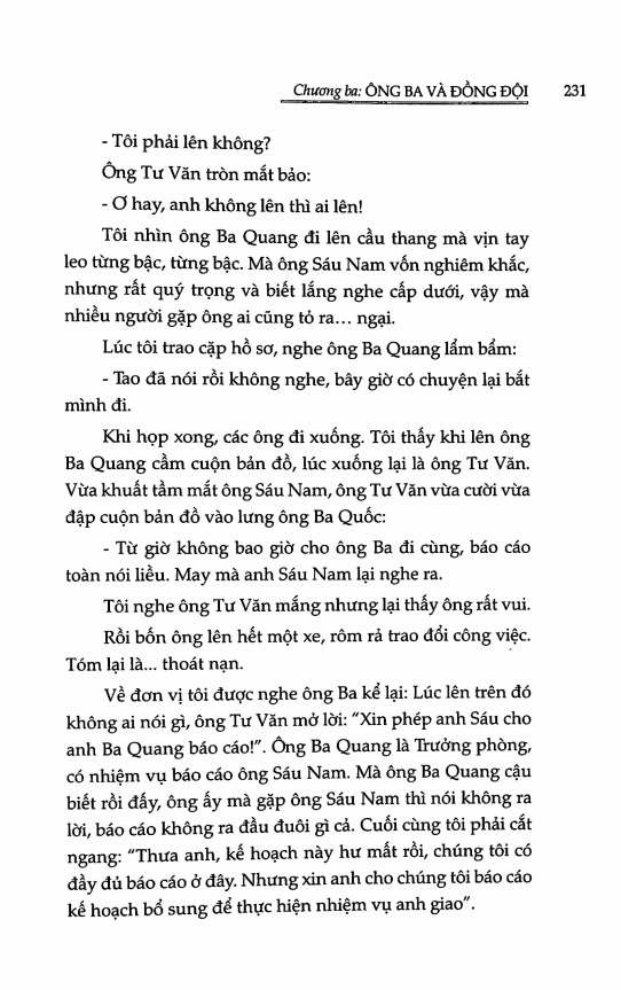 Chương ba: ÔNG BA VÀ ĐỒNG ĐỘI 231
- Tôi phải lên không?
Ông Tư Văn tròn mắt bảo:
- Ơ hay, anh không lên thì ai lên!
Tôi nhìn ông Ba Quang đi lên cầu thang mà vịn tay
leo từng bậc, từng bậc. Mà ông Sáu Nam vốn nghiêm khắc,
nhưng rất quý trọng và biết lắng nghe cấp dưới, vậy mà
nhiều người gặp ông ai cũng tỏ ra... ngại.
Lúc tôi trao cặp hồ sơ, nghe ông Ba Quang lẩm bẩm:
- Tao đã nói rồi không nghe, bây giờ có chuyện lại bắt
mình đi.
Khi họp xong, các ông đi xuống. Tôi thấy khi lên ông
Ba Quang cầm cuộn bản đồ, lúc xuống lại là ông Tư Văn.
Vừa khuất tầm mắt ông Sáu Nam, ông Tư Văn vừa cười vừa
đập cuộn bản đồ vào lưng ông Ba Quốc:
- Từ giờ không bao giờ cho ông Ba đi cùng, báo cáo
toàn nói liều. May mà anh Sáu Nam lại nghe ra.
Tôi nghe ông Tư Văn mắng nhưng lại thấy ông rất vui.
Rồi bốn ông lên hết một xe, rôm rả trao đổi công việc.
Tóm lại là... thoát nạn.
Về đơn vị tôi được nghe ông Ba kể lại: Lúc lên trên đó
không ai nói gì, ông Tư Văn mở lời: "Xin phép anh Sáu cho
anh Ba Quang báo cáo!". Ông Ba Quang là Trưởng phòng,
có nhiệm vụ báo cáo ông Sáu Nam. Mà ông Ba Quang cậu
biết rồi đấy, ông ấy mà gặp ông Sáu Nam thì nói không ra
lời, báo cáo không ra đầu đuôi gì cả. Cuối cùng tôi phải cắt
ngang: "Thưa anh, kế hoạch này hư mất rồi, chúng tôi có
đầy đủ báo cáo ở đây. Nhưng xin anh cho chúng tôi báo cáo
kế hoạch bổ sung để thực hiện nhiệm vụ anh giao".